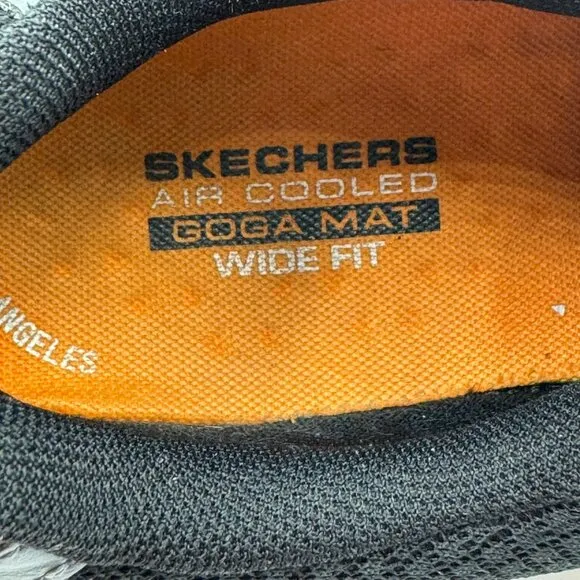 SKECHERS
AIR COOLED
GOGA MAT
WIDE FIT
ANGELES